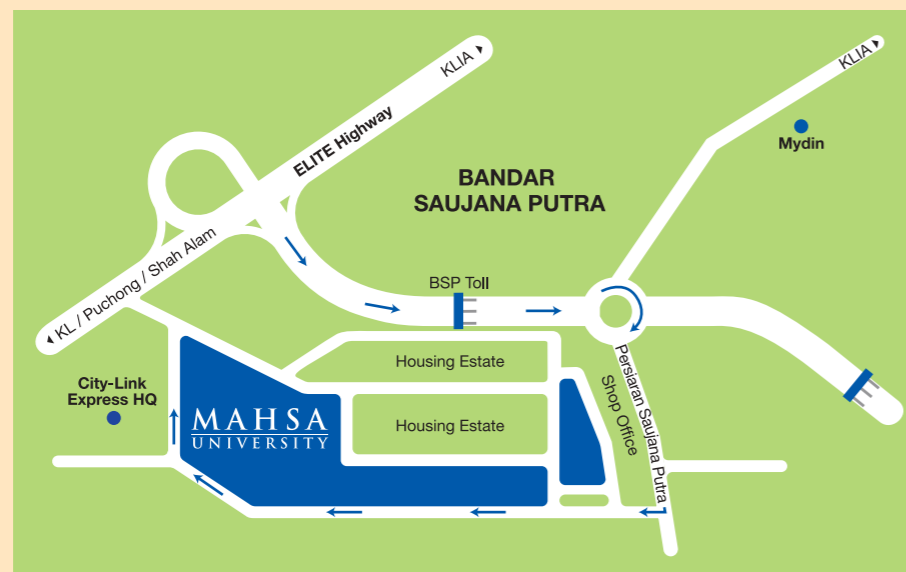 KLIA
ELITE Highway
KL / Puchong / Shah Alam
KLIA
Mydin
BANDAR
SAUJANA PUTRA
BSP Toll
Housing Estate
Housing Estate
City-Link
Express HQ
MAHSA
UNIVERSITY
Shop Office
Persiaran Saujana Putra